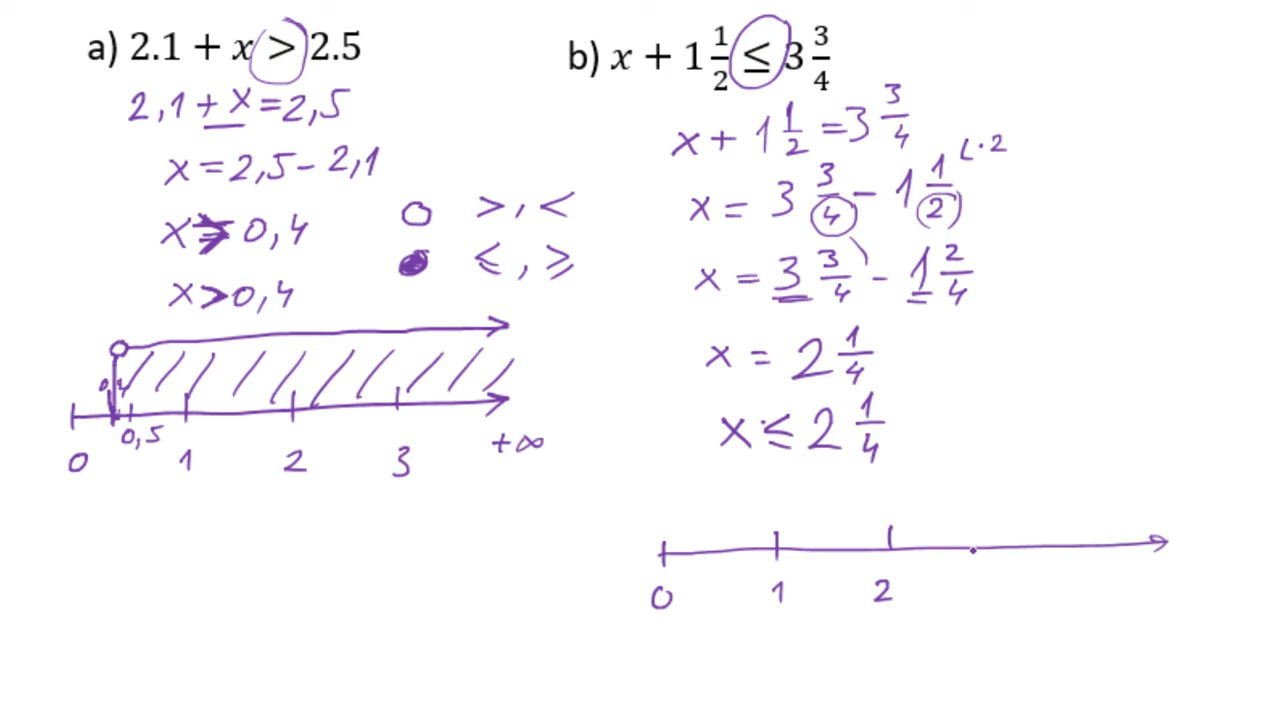 a) 2.1 + x > 2.5
2,1 + x = 2,5
x = 2,5 - 2,1
x > 0,4
x > 0,4
○ >, <
● ≤, ≥
0,4
0,5
0 1 2 3 +∞
b) x + 1 1/2 ≤ 3 3/4
x + 1 1/2 = 3 3/4
x = 3 3/4 - 1 1/2 (·2
x = 3 3/4 - 1 2/4
x = 2 1/4
x ≤ 2 1/4
0 1 2